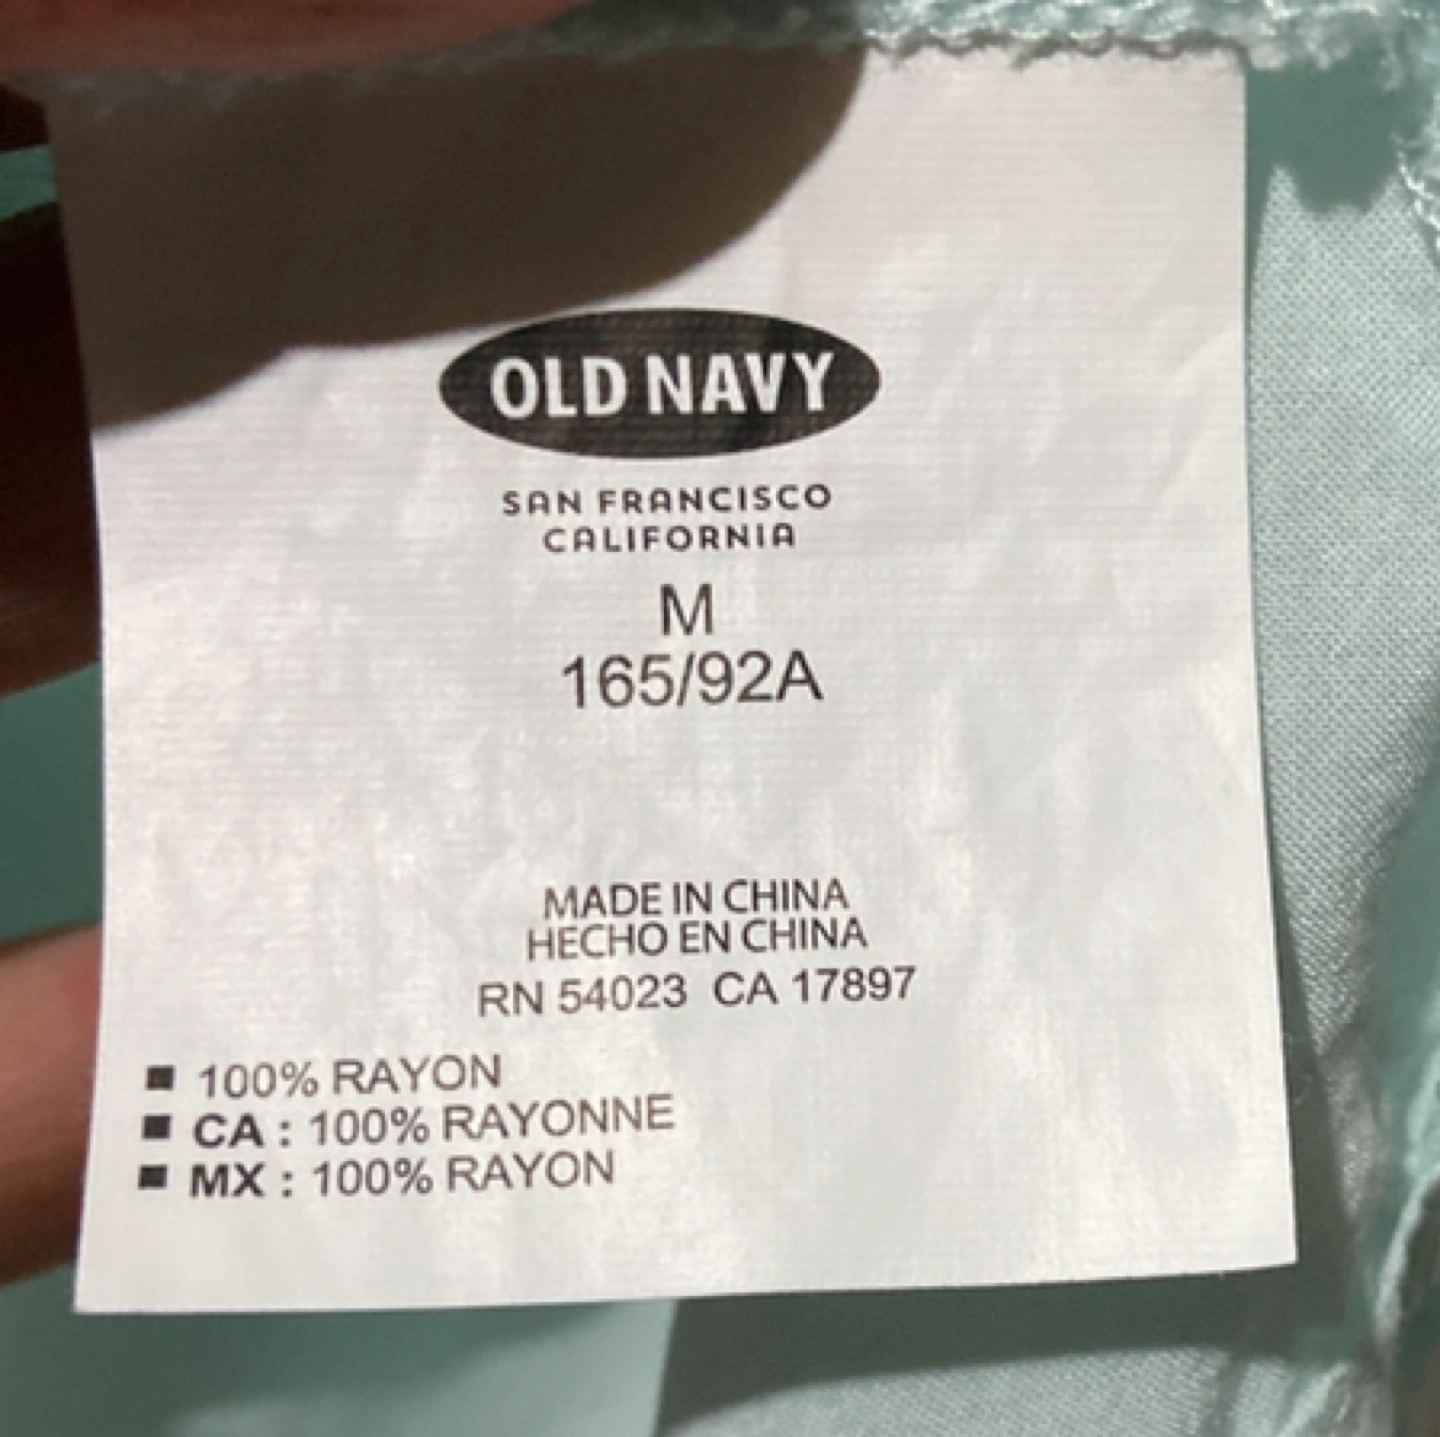 OLD NAVY
SAN FRANCISCO
CALIFORNIA
M
165/92A
MADE IN CHINA
HECHO EN CHINA
RN 54023 CA 17897
■ 100% RAYON
■ CA : 100% RAYONNE
■ MX : 100% RAYON